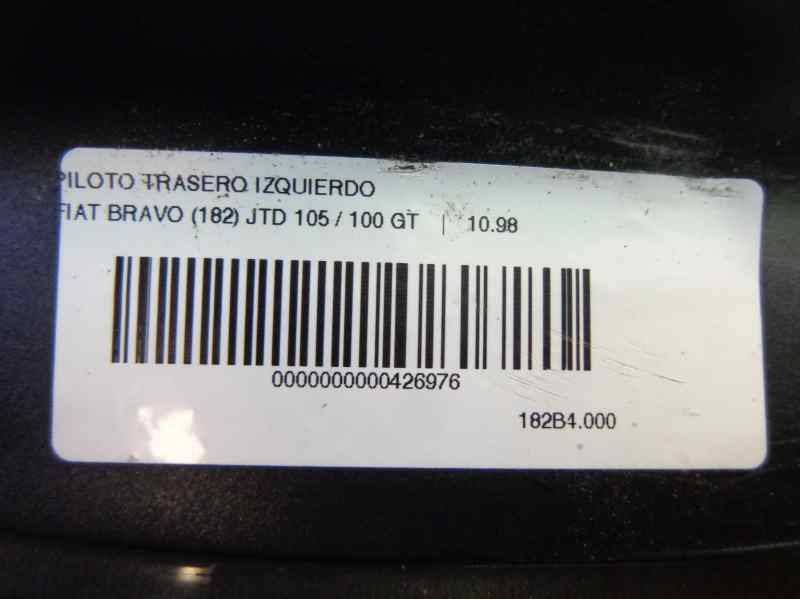 PILOTO TRASERO IZQUIERDO
FIAT BRAVO (182) JTD 105 / 100 GT | 10.98
0000000000426976
182B4.000